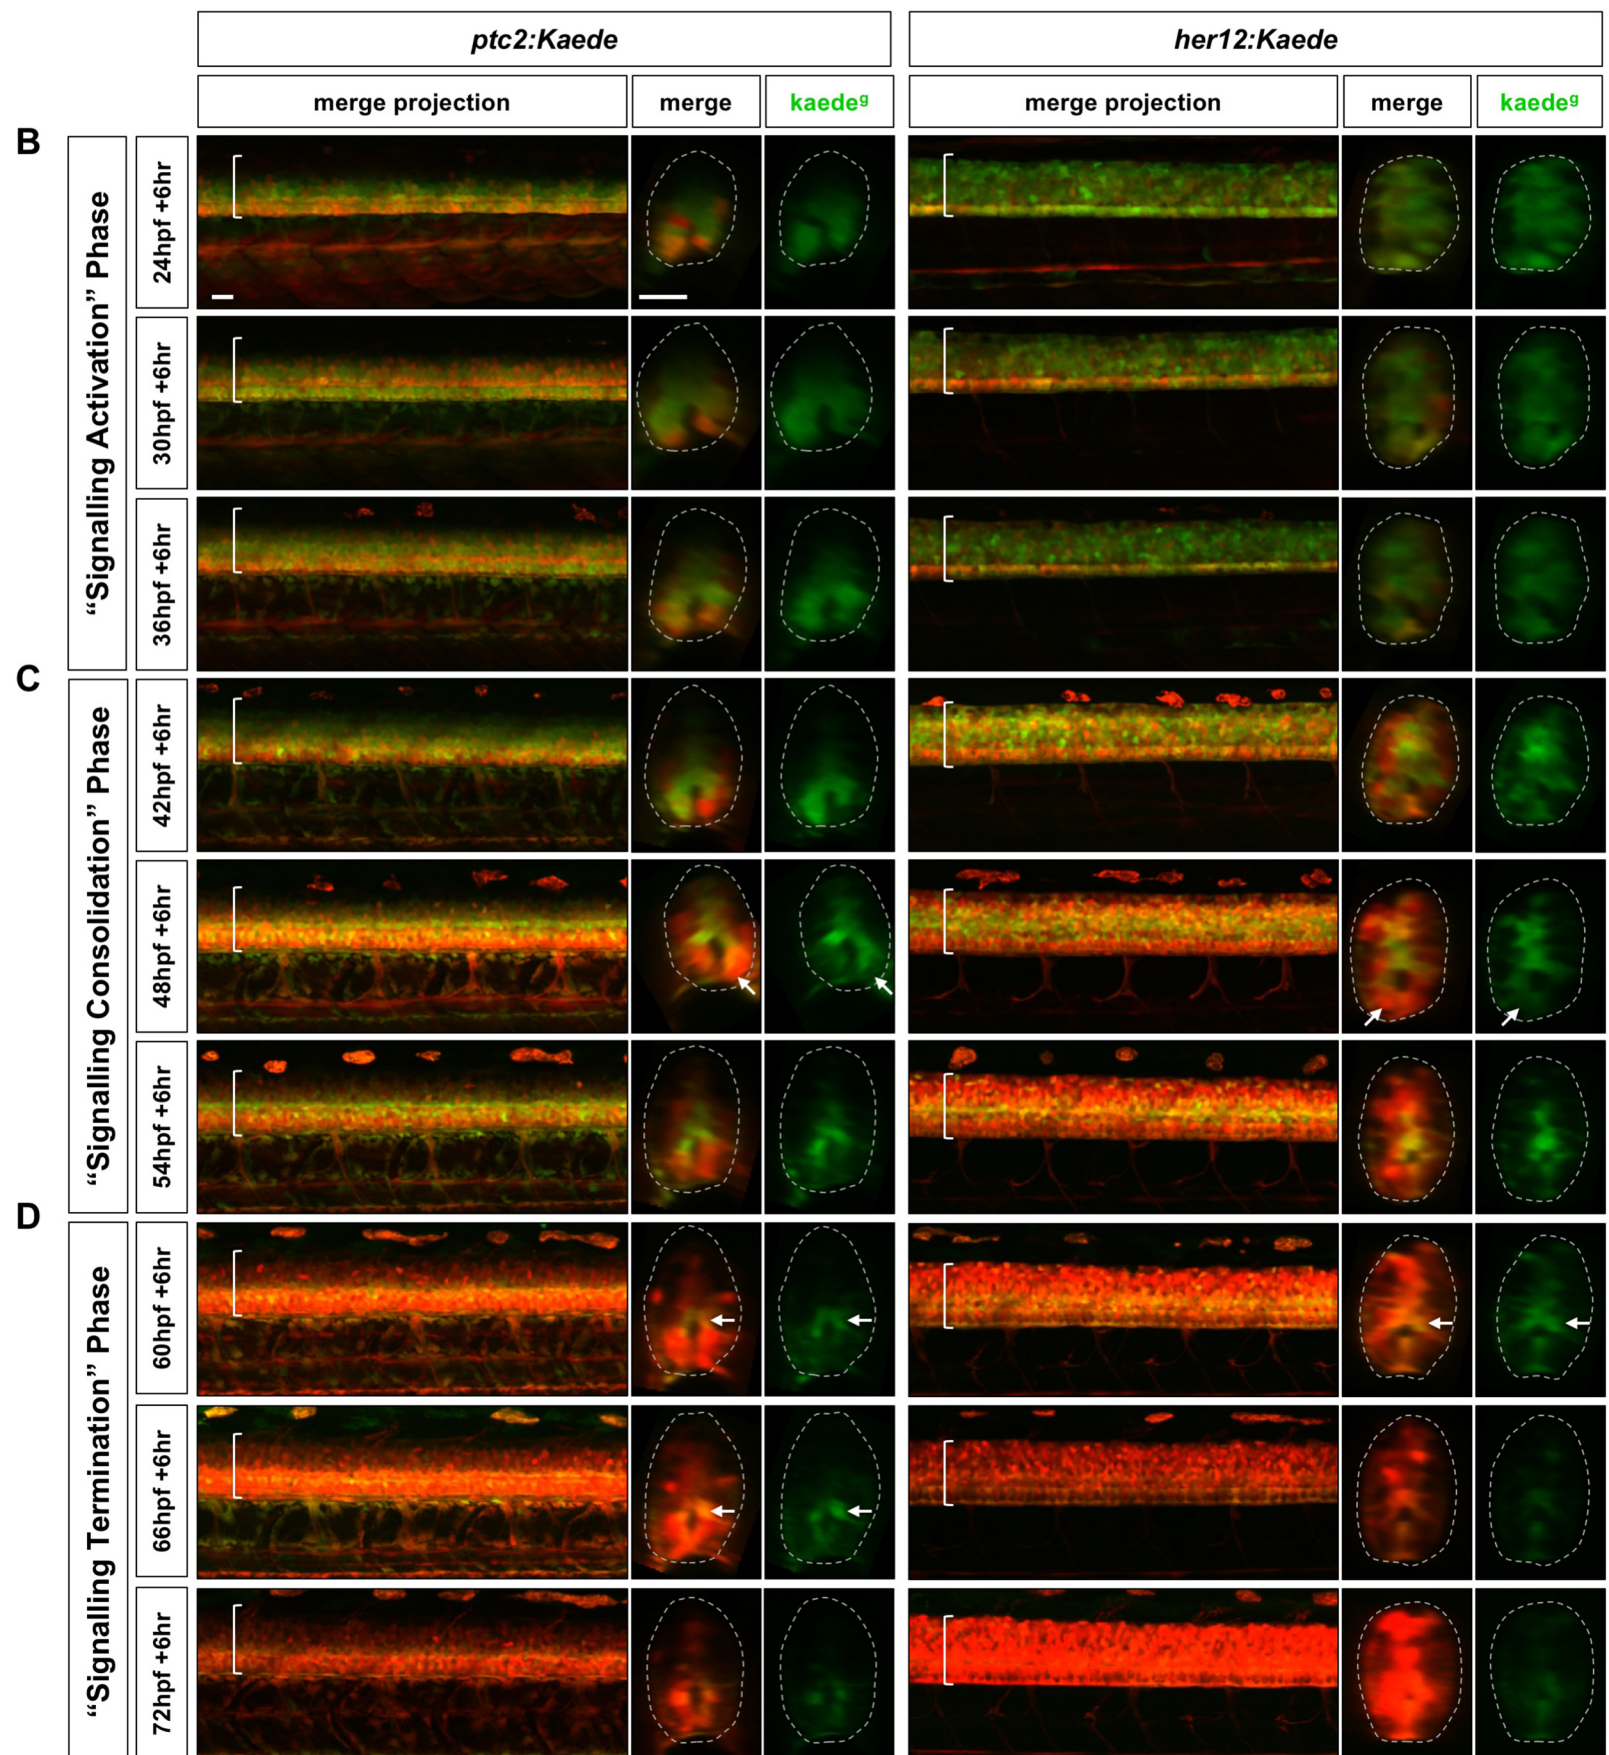 ptc2:Kaede
her12:Kaede
merge projection
merge
kaedeᵍ
merge projection
merge
kaedeᵍ
B
“Signalling Activation” Phase
24hpf +6hr
30hpf +6hr
36hpf +6hr
C
“Signalling Consolidation” Phase
42hpf +6hr
48hpf +6hr
54hpf +6hr
D
“Signalling Termination” Phase
60hpf +6hr
66hpf +6hr
72hpf +6hr